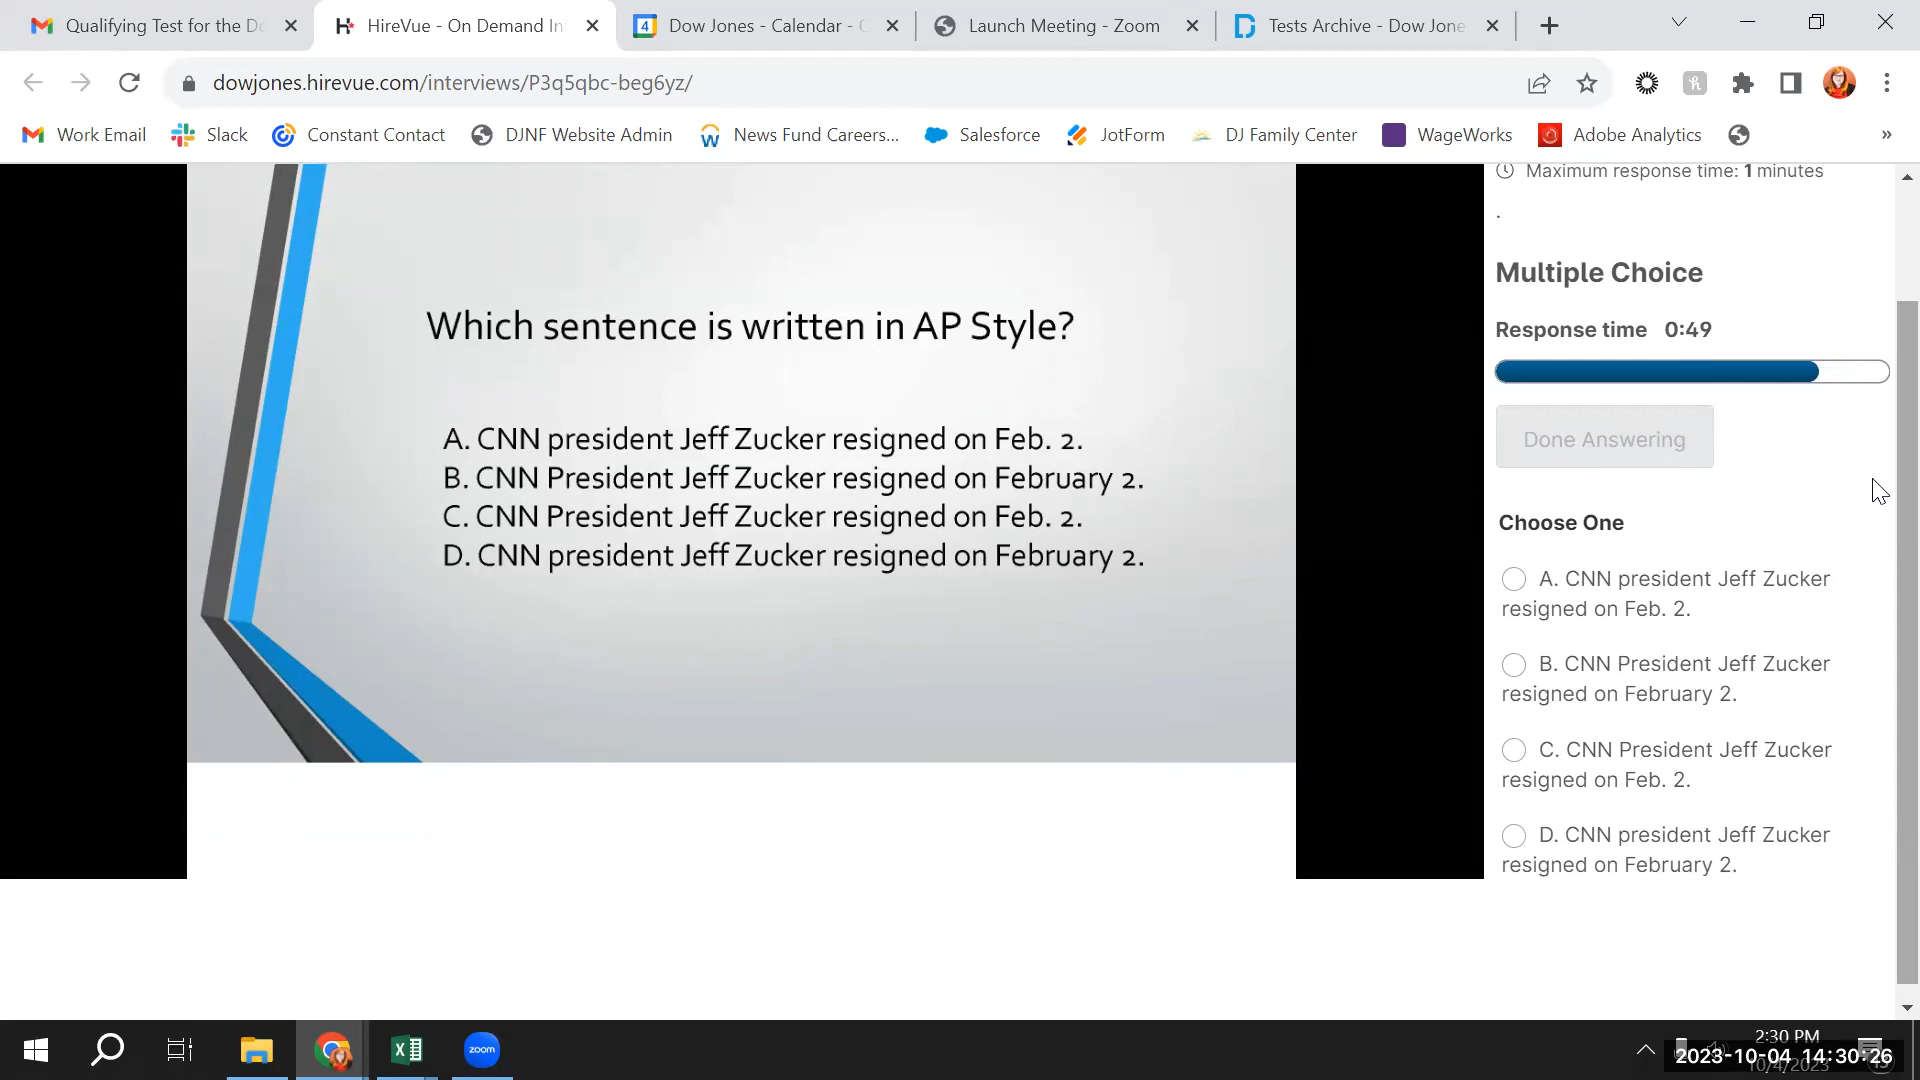 Qualifying Test for the Do
HireVue - On Demand In
4
Dow Jones - Calendar -
Launch Meeting - Zoom
Tests Archive - Dow Jone
dowjones.hirevue.com/interviews/P3q5qbc-beg6yz/
Work Email
Slack
Constant Contact
DJNF Website Admin
News Fund Careers...
Salesforce
JotForm
DJ Family Center
WageWorks
Adobe Analytics
»
Which sentence is written in AP Style?
A. CNN president Jeff Zucker resigned on Feb. 2.
B. CNN President Jeff Zucker resigned on February 2.
C. CNN President Jeff Zucker resigned on Feb. 2.
D. CNN president Jeff Zucker resigned on February 2.
Maximum response time: 1 minutes
.
Multiple Choice
Response time 0:49
Done Answering
Choose One
A. CNN president Jeff Zucker
resigned on Feb. 2.
B. CNN President Jeff Zucker
resigned on February 2.
C. CNN President Jeff Zucker
resigned on Feb. 2.
D. CNN president Jeff Zucker
resigned on February 2.
zoom
2:30 PM
2023-10-04 14:30:26
10/4/2023